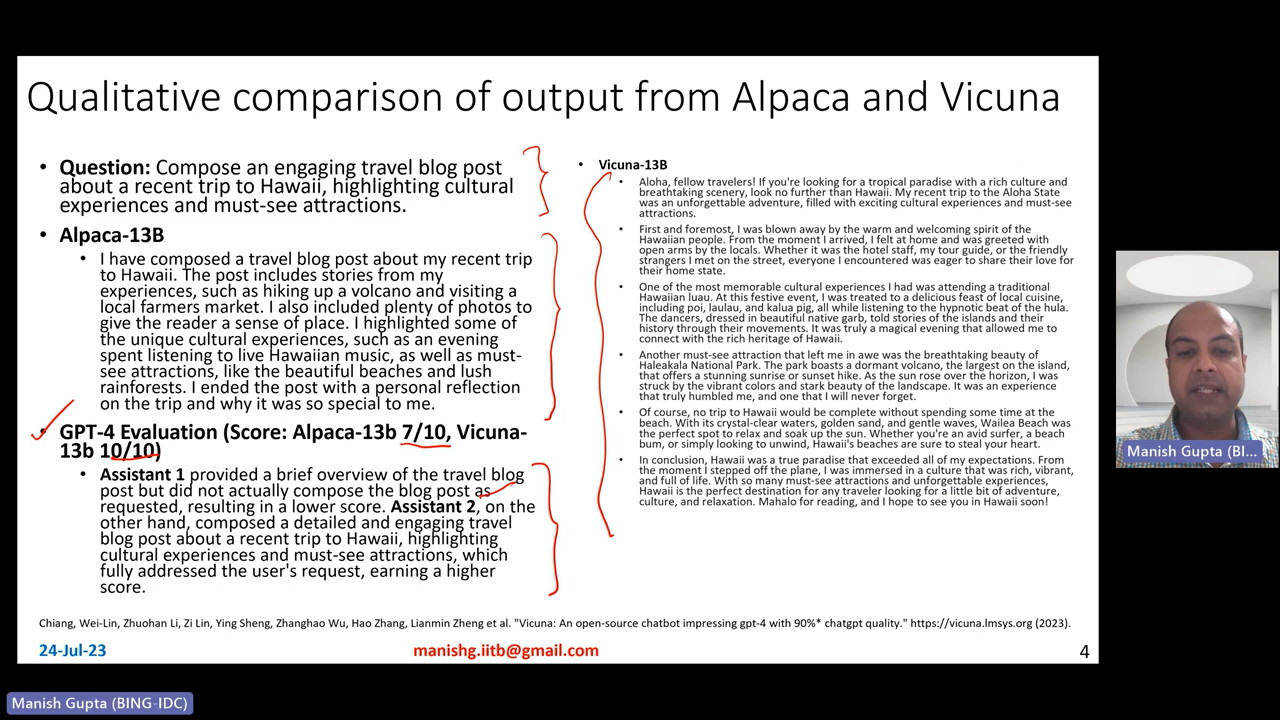 Qualitative comparison of output from Alpaca and Vicuna
• Question: Compose an engaging travel blog post
about a recent trip to Hawaii, highlighting cultural
experiences and must-see attractions.
• Alpaca-13B
• I have composed a travel blog post about my recent trip
to Hawaii. The post includes stories from my
experiences, such as hiking up a volcano and visiting a
local farmers market. I also included plenty of photos to
give the reader a sense of place. I highlighted some of
the unique cultural experiences, such as an evening
spent listening to live Hawaiian music, as well as must-
see attractions, like the beautiful beaches and lush
rainforests. I ended the post with a personal reflection
on the trip and why it was so special to me.
• GPT-4 Evaluation (Score: Alpaca-13b 7/10, Vicuna-
13b 10/10)
• Assistant 1 provided a brief overview of the travel blog
post but did not actually compose the blog post as
requested, resulting in a lower score. Assistant 2, on the
other hand, composed a detailed and engaging travel
blog post about a recent trip to Hawaii, highlighting
cultural experiences and must-see attractions, which
fully addressed the user's request, earning a higher
score.
• Vicuna-13B
• Aloha, fellow travelers! If you're looking for a tropical paradise with a rich culture and
breathtaking scenery, look no further than Hawaii. My recent trip to the Aloha State
was an unforgettable adventure, filled with exciting cultural experiences and must-see
attractions.
• First and foremost, I was blown away by the warm and welcoming spirit of the
Hawaiian people. From the moment I arrived, I felt at home and was greeted with
open arms by the locals. Whether it was the hotel staff, my tour guide, or the friendly
strangers I met on the street, everyone I encountered was eager to share their love for
their home state.
• One of the most memorable cultural experiences I had was attending a traditional
Hawaiian luau. At this festive event, I was treated to a delicious feast of local cuisine,
including poi, laulau, and kalua pig, all while listening to the hypnotic beat of the hula.
The dancers, dressed in beautiful native garb, told stories of the islands and their
history through their movements. It was truly a magical evening that allowed me to
connect with the rich heritage of Hawaii.
• Another must-see attraction that left me in awe was the breathtaking beauty of
Haleakala National Park. The park boasts a dormant volcano, the largest on the island,
that offers a stunning sunrise or sunset hike. As the sun rose over the horizon, I was
struck by the vibrant colors and stark beauty of the landscape. It was an experience
that truly humbled me, and one that I will never forget.
• Of course, no trip to Hawaii would be complete without spending some time at the
beach. With its crystal-clear waters, golden sand, and gentle waves, Wailea Beach was
the perfect spot to relax and soak up the sun. Whether you're an avid surfer, a beach
bum, or simply looking to unwind, Hawaii's beaches are sure to steal your heart.
• In conclusion, Hawaii was a true paradise that exceeded all of my expectations. From
the moment I stepped off the plane, I was immersed in a culture that was rich, vibrant,
and full of life. With so many must-see attractions and unforgettable experiences,
Hawaii is the perfect destination for any traveler looking for a little bit of adventure,
culture, and relaxation. Mahalo for reading, and I hope to see you in Hawaii soon!
Chiang, Wei-Lin, Zhuohan Li, Zi Lin, Ying Sheng, Zhanghao Wu, Hao Zhang, Lianmin Zheng et al. "Vicuna: An open-source chatbot impressing gpt-4 with 90%* chatgpt quality." https://vicuna.lmsys.org (2023).
24-Jul-23
manishg.iitb@gmail.com
4
Manish Gupta (BI...
Manish Gupta (BING-IDC)